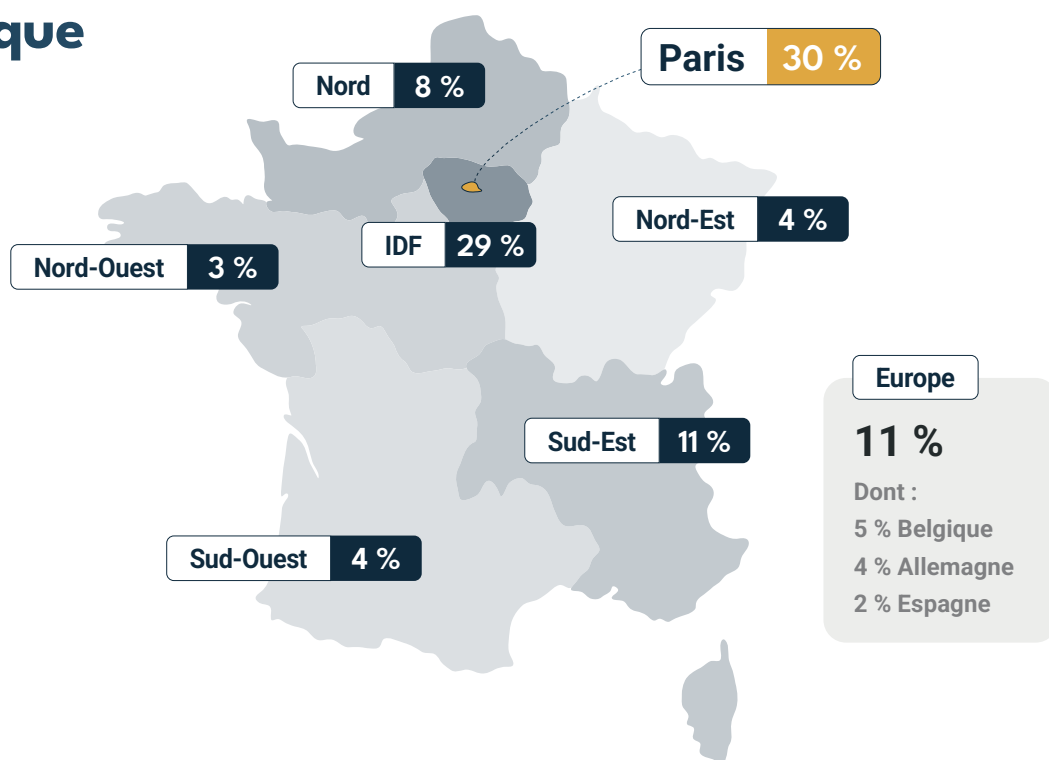 que
Paris 30 %
Nord 8 %
Nord-Est 4 %
IDF 29 %
Nord-Ouest 3 %
Europe
11 %
Dont :
5 % Belgique
4 % Allemagne
2 % Espagne
Sud-Est 11 %
Sud-Ouest 4 %